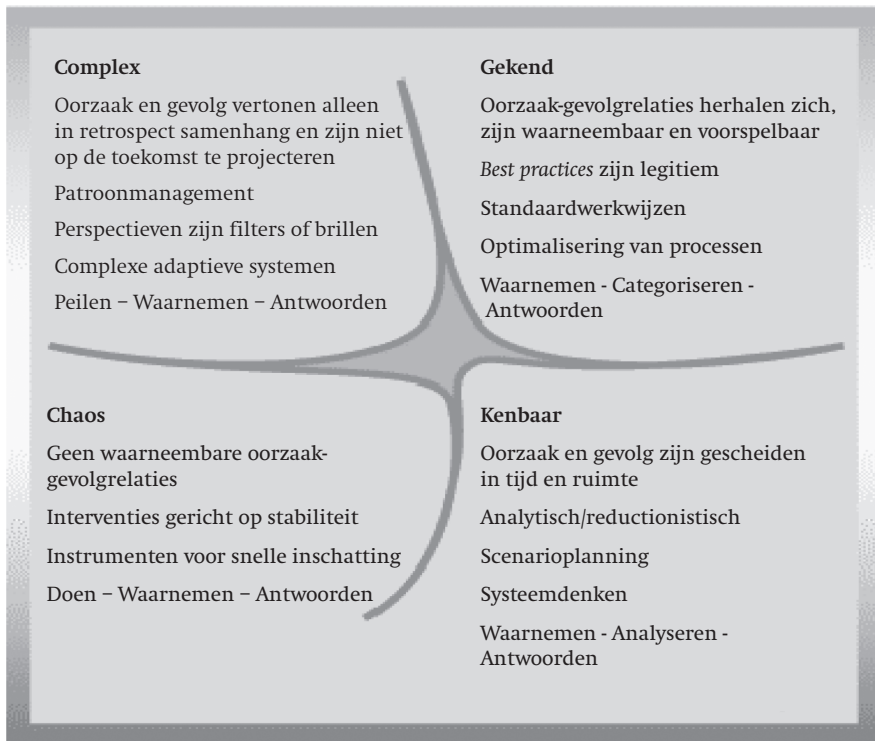 Complex
Oorzaak en gevolg vertonen alleen
in retrospect samenhang en zijn niet
op de toekomst te projecteren
Patroonmanagement
Perspectieven zijn filters of brillen
Complexe adaptieve systemen
Peilen – Waarnemen – Antwoorden
Gekend
Oorzaak-gevolgrelaties herhalen zich,
zijn waarneembaar en voorspelbaar
Best practices zijn legitiem
Standaardwerkwijzen
Optimalisering van processen
Waarnemen - Categoriseren -
Antwoorden
Chaos
Geen waarneembare oorzaak-
gevolgrelaties
Interventies gericht op stabiliteit
Instrumenten voor snelle inschatting
Doen – Waarnemen – Antwoorden
Kenbaar
Oorzaak en gevolg zijn gescheiden
in tijd en ruimte
Analytisch/reductionistisch
Scenarioplanning
Systeemdenken
Waarnemen - Analyseren -
Antwoorden